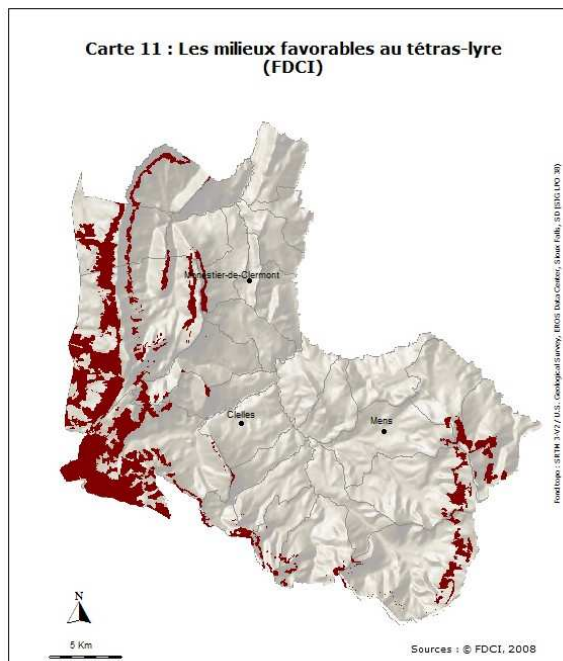 Carte 11 : Les milieux favorables au tétras-lyre
(FDCI)
Monestier-de-Clermont
Clelles
Mens
N
5 Km
Sources : © FDCI, 2008
Fond topo : SRTM 3-V2 / U.S. Geological Survey, EROS Data Center, Sioux Falls, SD (SIG LPO 38)